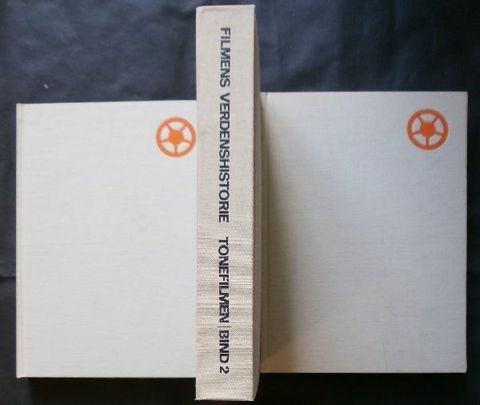 FILMENS VERDENSHISTORIE TONEFILMEN | BIND 2